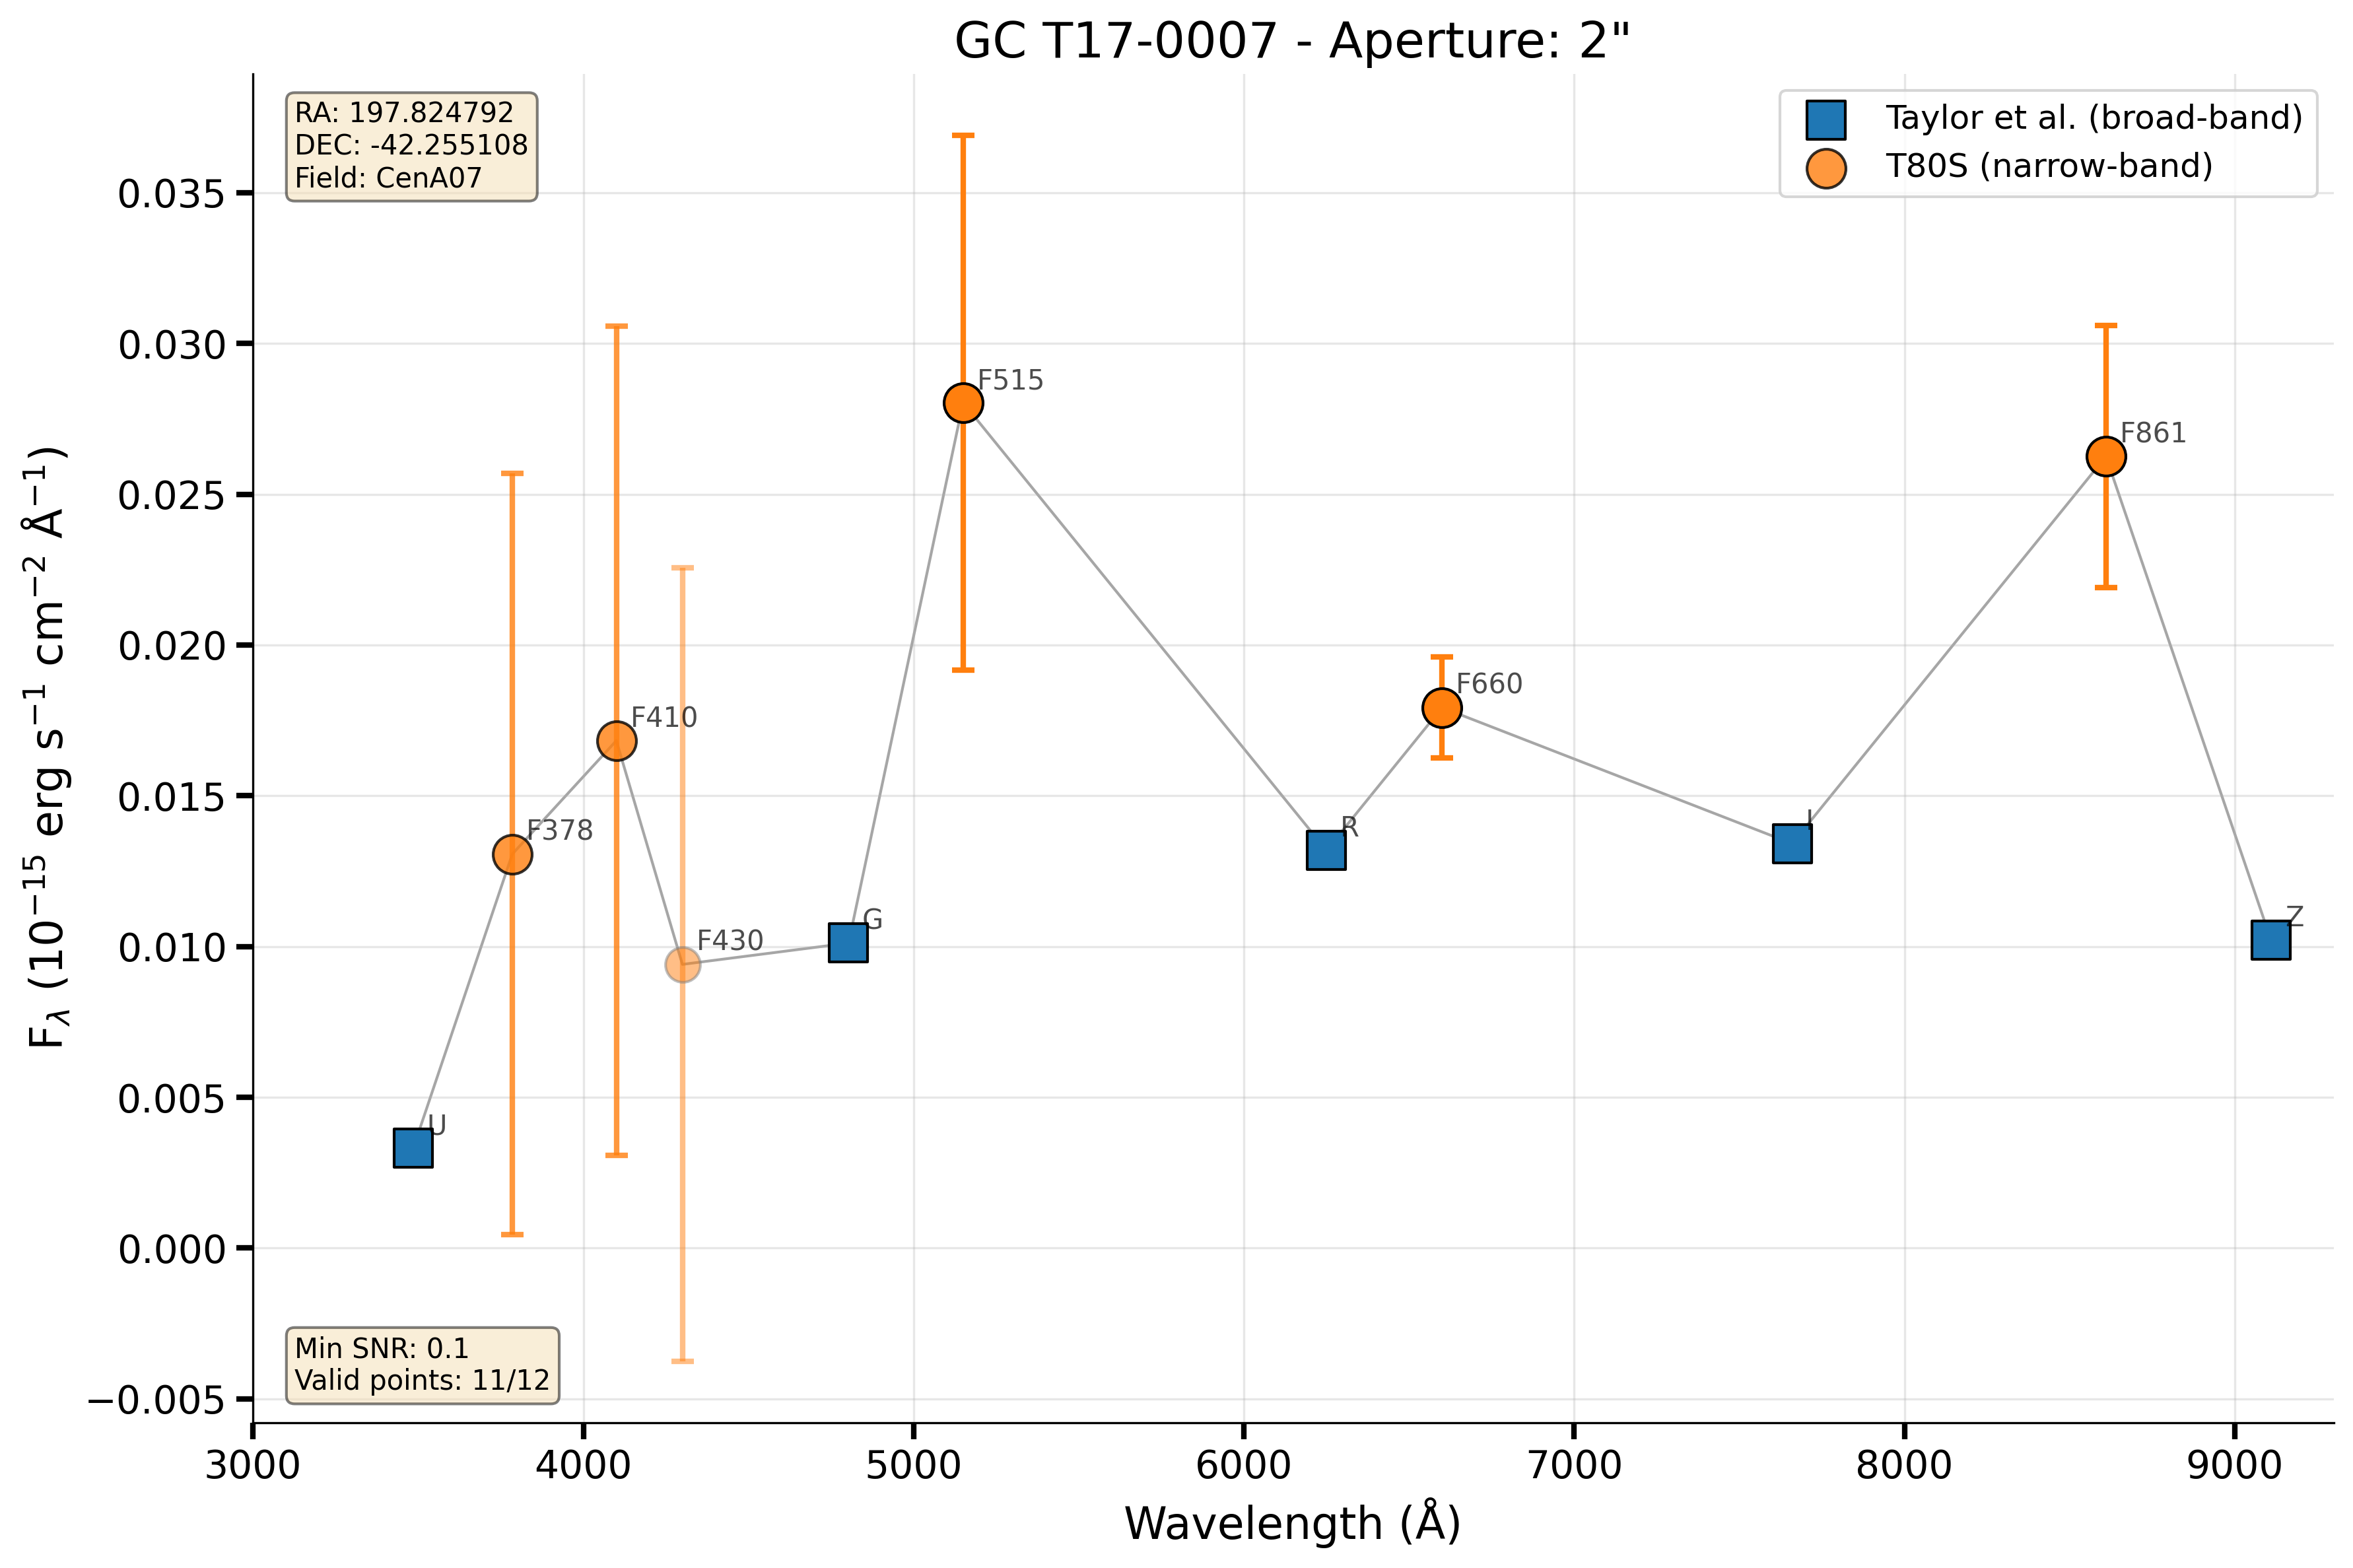 GC T17-0007 - Aperture: 2"
RA: 197.824792
DEC: -42.255108
Field: CenA07
Taylor et al. (broad-band)
T80S (narrow-band)
F_λ (10⁻¹⁵ erg s⁻¹ cm⁻² Å⁻¹)
0.035
0.030
0.025
0.020
0.015
0.010
0.005
0.000
−0.005
U
F378
F410
F430
G
F515
R
F660
I
F861
Z
Min SNR: 0.1
Valid points: 11/12
3000 4000 5000 6000 7000 8000 9000
Wavelength (Å)